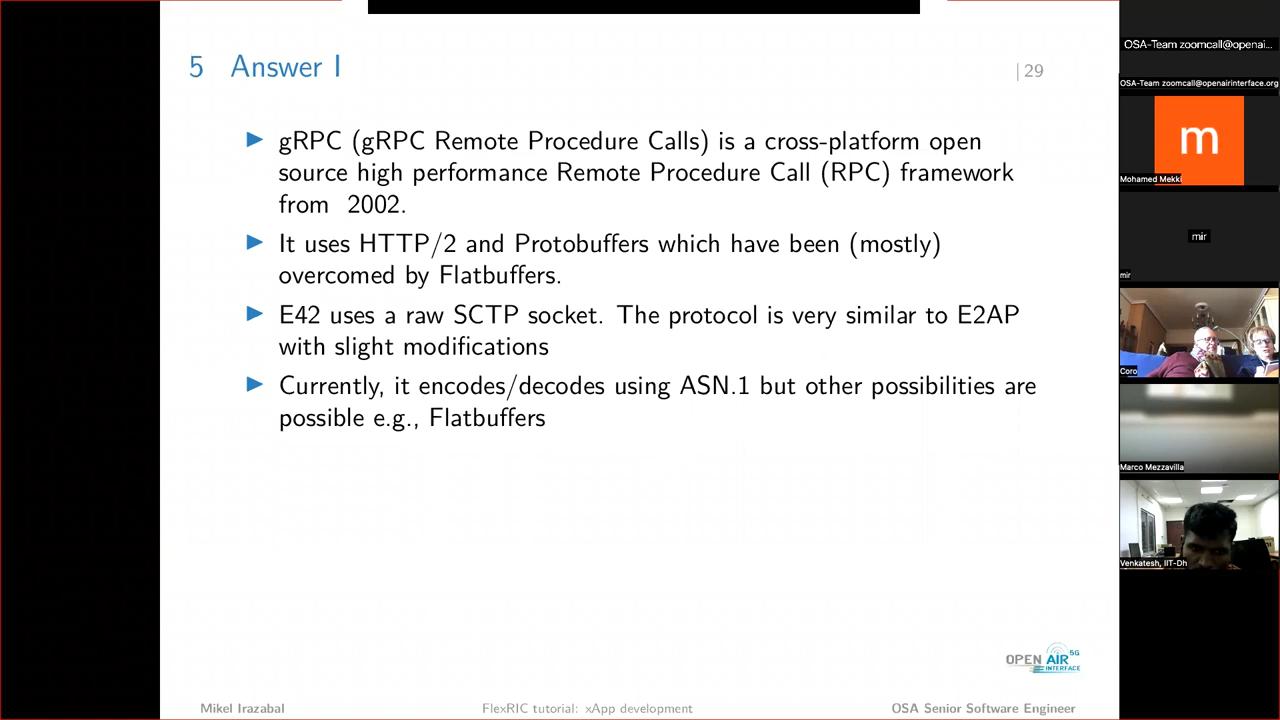 5 Answer I
| 29
▶ gRPC (gRPC Remote Procedure Calls) is a cross-platform open
source high performance Remote Procedure Call (RPC) framework
from 2002.
▶ It uses HTTP/2 and Protobuffers which have been (mostly)
overcomed by Flatbuffers.
▶ E42 uses a raw SCTP socket. The protocol is very similar to E2AP
with slight modifications
▶ Currently, it encodes/decodes using ASN.1 but other possibilities are
possible e.g., Flatbuffers
OPEN AIR 5G
INTERFACE
Mikel Irazabal
FlexRIC tutorial: xApp development
OSA Senior Software Engineer
OSA-Team zoomcall@openai...
OSA-Team zoomcall@openairinterface.org
m
Mohamed Mekki
mir
mir
Coro
Marco Mezzavilla
Venkatesh, IIT-Dh